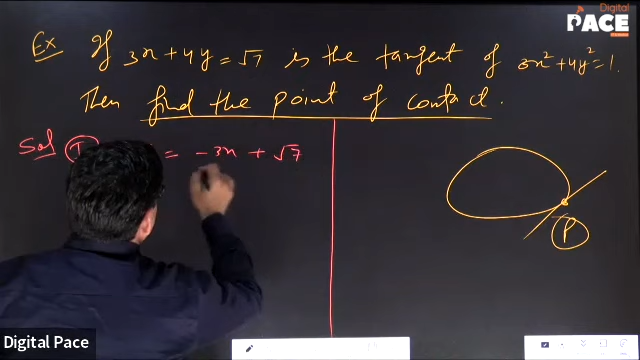 Digital
PACE
Ex If 3x + 4y = √7 is the tangent of 3x² + 4y² = 1.
Then find the point of contact.
Sol I = -3x + √7
P
Digital Pace